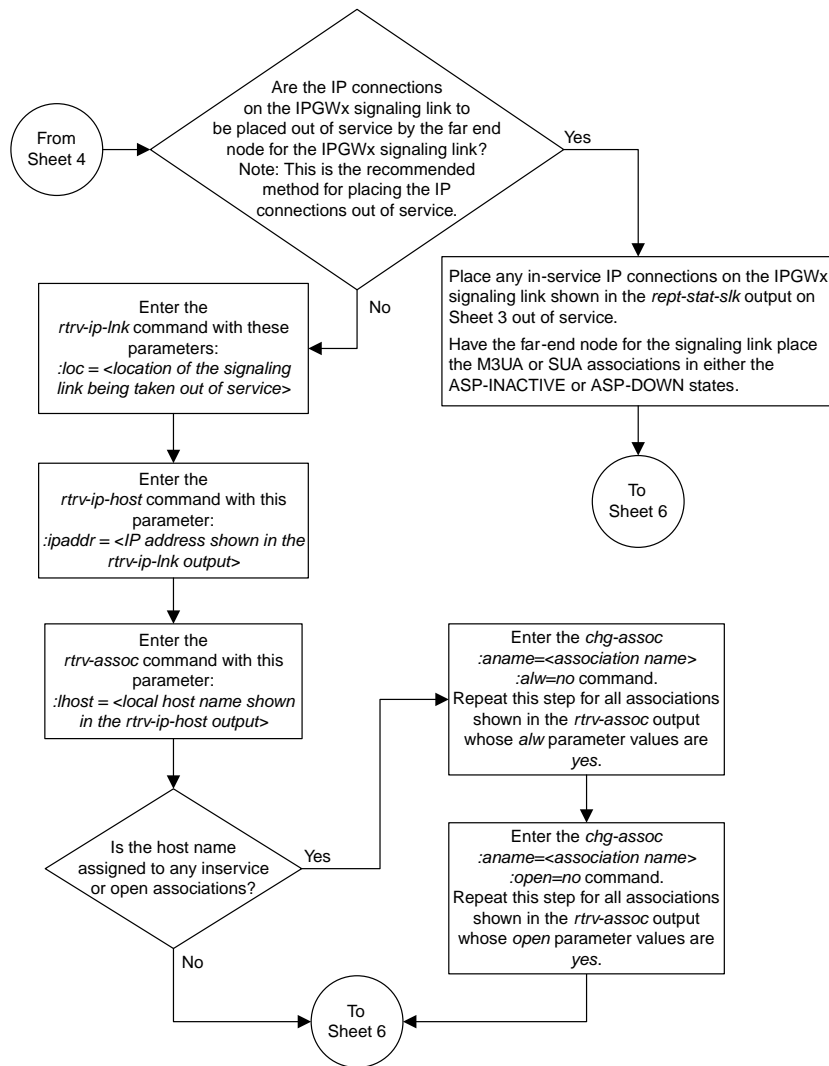 From
Sheet 4
Are the IP connections
on the IPGWx signaling link to
be placed out of service by the far end
node for the IPGWx signaling link?
Note: This is the recommended
method for placing the IP
connections out of service.
Yes
No
Place any in-service IP connections on the IPGWx
signaling link shown in the rept-stat-slk output on
Sheet 3 out of service.
Have the far-end node for the signaling link place
the M3UA or SUA associations in either the
ASP-INACTIVE or ASP-DOWN states.
To
Sheet 6
Enter the
rtrv-ip-lnk command with these
parameters:
:loc = <location of the signaling
link being taken out of service>
Enter the
rtrv-ip-host command with this
parameter:
:ipaddr = <IP address shown in the
rtrv-ip-lnk output>
Enter the
rtrv-assoc command with this
parameter:
:lhost = <local host name shown
in the rtrv-ip-host output>
Is the host name
assigned to any inservice
or open associations?
Yes
No
Enter the chg-assoc
:aname=<association name>
:alw=no command.
Repeat this step for all associations
shown in the rtrv-assoc output
whose alw parameter values are
yes.
Enter the chg-assoc
:aname=<association name>
:open=no command.
Repeat this step for all associations
shown in the rtrv-assoc output
whose open parameter values are
yes.
To
Sheet 6